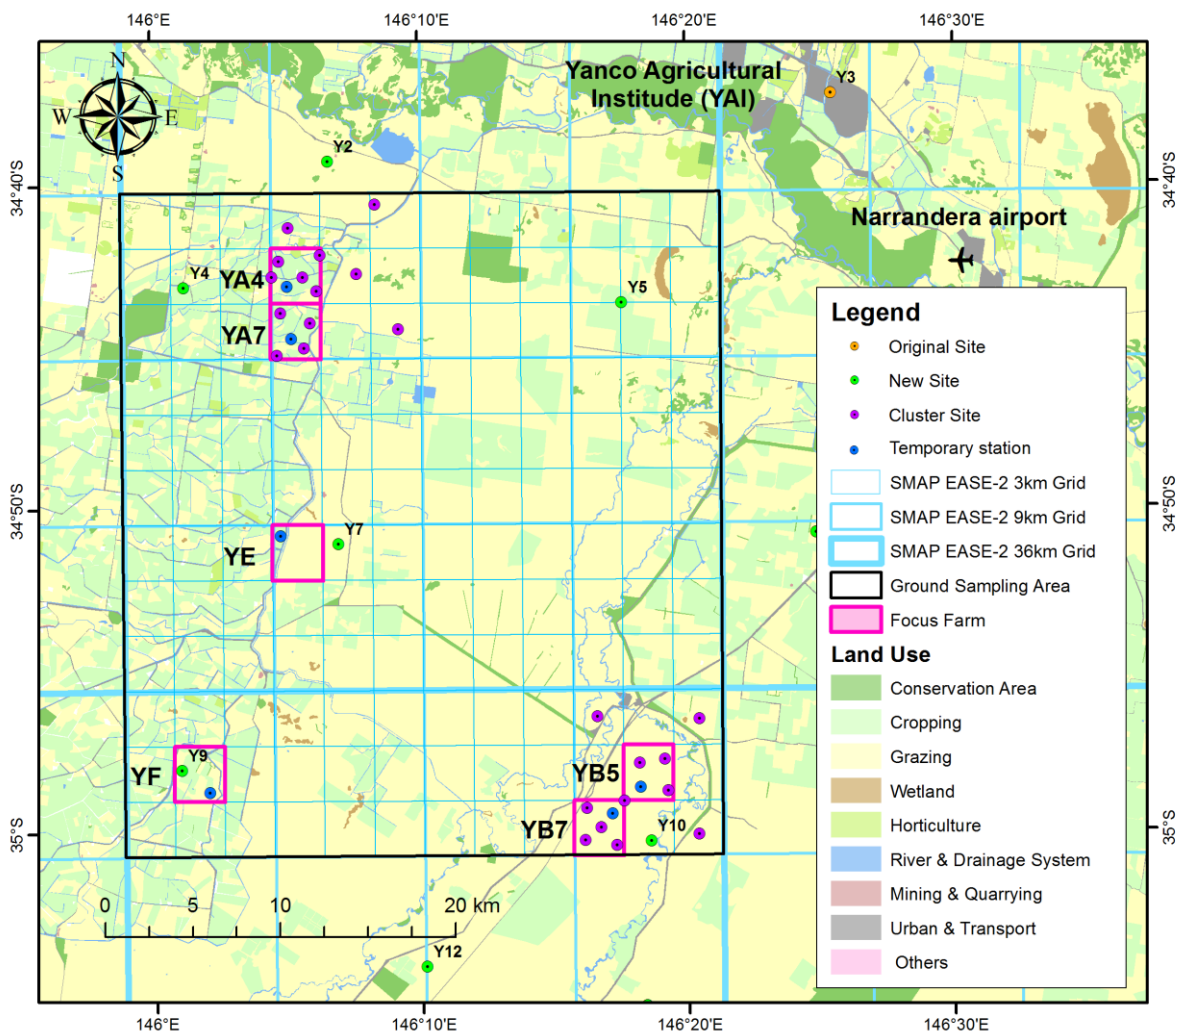 146°E 146°10'E 146°20'E 146°30'E
N
W E
S
Yanco Agricultural
Institude (YAI)
Y3
Y2
34°40'S 34°40'S
Narrandera airport
Y4
YA4
Y5
YA7
Legend
Original Site
New Site
Cluster Site
Temporary station
SMAP EASE-2 3km Grid
SMAP EASE-2 9km Grid
SMAP EASE-2 36km Grid
Ground Sampling Area
Focus Farm
Land Use
Conservation Area
Cropping
Grazing
Wetland
Horticulture
River & Drainage System
Mining & Quarrying
Urban & Transport
Others
34°50'S 34°50'S
YE
Y7
Y9
YF
YB5
YB7
Y10
35°S 35°S
0 5 10 20 km
Y12
146°E 146°10'E 146°20'E 146°30'E